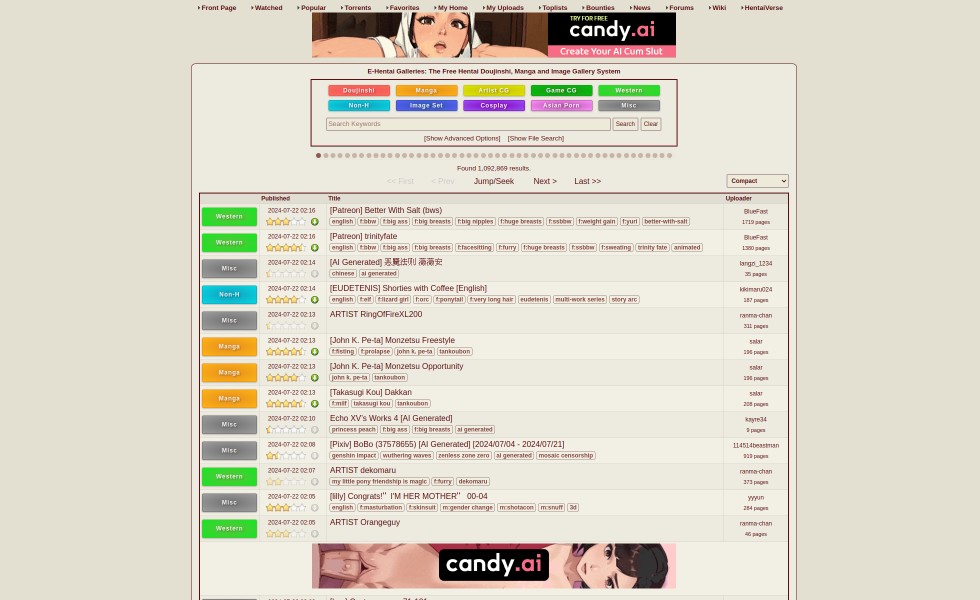 Front Page Watched Popular Torrents Favorites My Home My Uploads Toplists Bounties News Forums Wiki HentaiVerse
TRY FOR FREE
candy.ai
Create Your AI Cum Slut
E-Hentai Galleries: The Free Hentai Doujinshi, Manga and Image Gallery System
Doujinshi Manga Artist CG Game CG Western
Non-H Image Set Cosplay Asian Porn Misc
Search Keywords Search Clear
[Show Advanced Options] [Show File Search]
Found 1,092,869 results.
<< First < Prev Jump/Seek Next > Last >> Compact
Published Title Uploader
Western 2024-07-22 02:16 [Patreon] Better With Salt (bws) BlueFast
english f:bbw f:big ass f:big breasts f:big nipples f:huge breasts f:ssbbw f:weight gain f:yuri better-with-salt 1719 pages
Western 2024-07-22 02:16 [Patreon] trinityfate BlueFast
english f:bbw f:big ass f:big breasts f:facesitting f:furry f:huge breasts f:ssbbw f:sweating trinity fate animated 1380 pages
Misc 2024-07-22 02:14 [AI Generated] langzi_1234
chinese ai generated 35 pages
Non-H 2024-07-22 02:14 [EUDETENIS] Shorties with Coffee [English] kikimaru024
english f:elf f:lizard girl f:orc f:ponytail f:very long hair eudetenis multi-work series story arc 187 pages
Misc 2024-07-22 02:13 ARTIST RingOfFireXL200 ranma-chan
311 pages
Manga 2024-07-22 02:13 [John K. Pe-ta] Monzetsu Freestyle salar
f:fisting f:prolapse john k. pe-ta tankoubon 196 pages
Manga 2024-07-22 02:13 [John K. Pe-ta] Monzetsu Opportunity salar
john k. pe-ta tankoubon 196 pages
Manga 2024-07-22 02:13 [Takasugi Kou] Dakkan salar
f:milf takasugi kou tankoubon 208 pages
Misc 2024-07-22 02:10 Echo XV's Works 4 [AI Generated] kayre34
princess peach f:big ass f:big breasts ai generated 9 pages
Misc 2024-07-22 02:08 [Pixiv] BoBo (37578655) [AI Generated] [2024/07/04 - 2024/07/21] 114514beastman
genshin impact wuthering waves zenless zone zero ai generated mosaic censorship 919 pages
Western 2024-07-22 02:07 ARTIST dekomaru ranma-chan
my little pony friendship is magic f:furry dekomaru 373 pages
Misc 2024-07-22 02:05 [lilly] Congrats!" I'M HER MOTHER" 00-04 yyyun
english f:masturbation f:skinsuit m:gender change m:shotacon m:snuff 3d 284 pages
Western 2024-07-22 02:05 ARTIST Orangeguy ranma-chan
46 pages
candy.ai